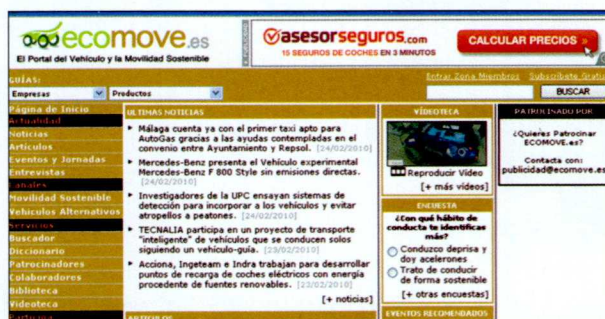 ecomove.es
El Portal del Vehículo y la Movilidad Sostenible
asesorseguros.com
15 SEGUROS DE COCHES EN 3 MINUTOS
CALCULAR PRECIOS »
GUÍAS:
Entrar Zona Miembros Subscríbete Gratis
Empresas
Productos
BUSCAR
Página de Inicio
Actualidad
Noticias
Artículos
Eventos y Jornadas
Entrevistas
Canales
Movilidad Sostenible
Vehículos Alternativos
Servicios
Buscador
Diccionario
Patrocinadores
Colaboradores
Biblioteca
Videoteca
ULTIMAS NOTICIAS
Málaga cuenta ya con el primer taxi apto para
AutoGas gracias a las ayudas contempladas en el
convenio entre Ayuntamiento y Repsol. [24/02/2010]
Mercedes-Benz presenta el Vehículo experimental
Mercedes-Benz F 800 Style sin emisiones directas.
[24/02/2010]
Investigadores de la UPC ensayan sistemas de
detección para incorporar a los vehículos y evitar
atropellos a peatones. [24/02/2010]
TECNALIA participa en un proyecto de transporte
"inteligente" de vehículos que se conducen solos
siguiendo un vehículo-guía. [23/02/2010]
Acciona, Ingeteam e Indra trabajan para desarrollar
puntos de recarga de coches eléctricos con energía
procedente de fuentes renovables. [22/02/2010]
[+ noticias]
ARTÍCULOS
VÍDEOTECA
Reproducir Vídeo
[+ más vídeos]
ENCUESTA
¿Con qué hábito de
conducta te identificas
más?
Conduzco deprisa y
doy acelerones
Trato de conducir
de forma sostenible
[+ otras encuestas]
EVENTOS RECOMENDADOS
PATROCINADO POR
¿Quieres Patrocinar
ECOMOVE.es?
Contacta con:
publicidad@ecomove.es